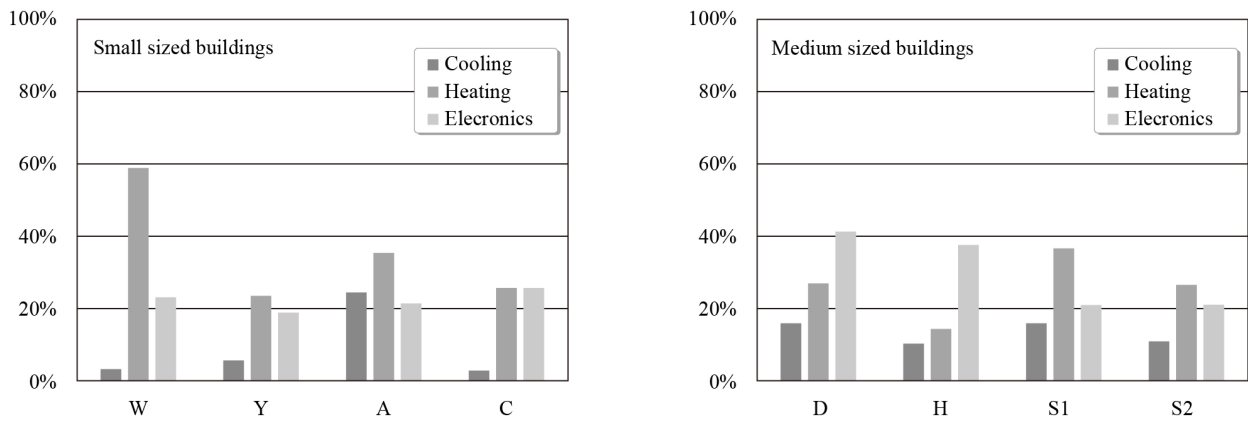 100%
80%
60%
40%
20%
0%
Small sized buildings
Cooling
Heating
Elecronics
W Y A C
100%
80%
60%
40%
20%
0%
Medium sized buildings
Cooling
Heating
Elecronics
D H S1 S2